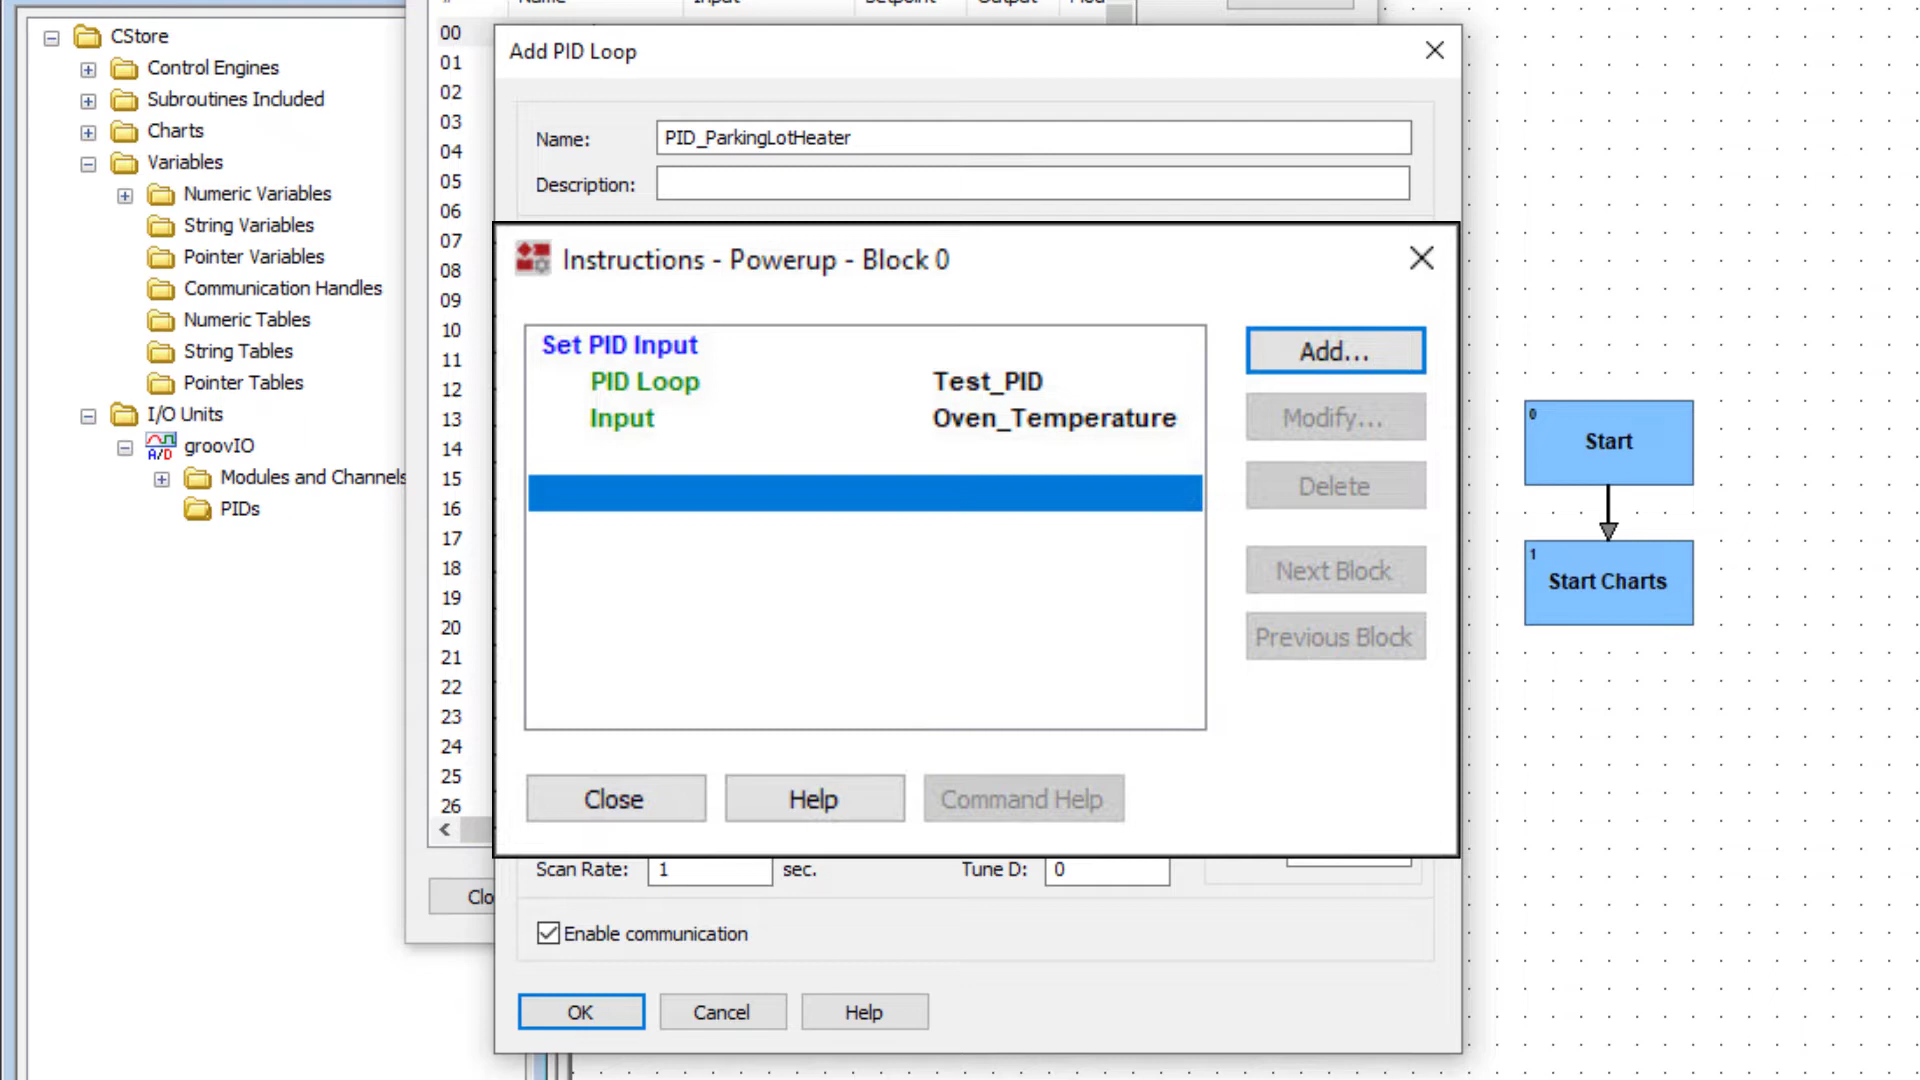 CStore
Control Engines
Subroutines Included
Charts
Variables
Numeric Variables
String Variables
Pointer Variables
Communication Handles
Numeric Tables
String Tables
Pointer Tables
I/O Units
groovIO
A/D
Modules and Channels
PIDs
00
01
02
03
04
05
06
07
08
09
10
11
12
13
14
15
16
17
18
19
20
21
22
23
24
25
26
Clo
Add PID Loop
Name: PID_ParkingLotHeater
Description:
Instructions - Powerup - Block 0
Set PID Input
PID Loop Test_PID
Input Oven_Temperature
Add...
Modify...
Delete
Next Block
Previous Block
Close Help Command Help
Scan Rate: 1 sec. Tune D: 0
Enable communication
OK Cancel Help
0
Start
1
Start Charts